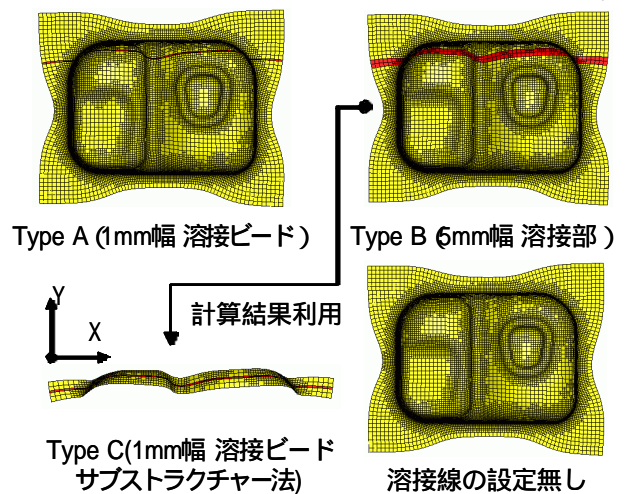 Type A (1mm幅 溶接ビード)
Type B (5mm幅 溶接部)
計算結果利用
Y
X
Type C(1mm幅 溶接ビード
サブストラクチャー法)
溶接線の設定無し